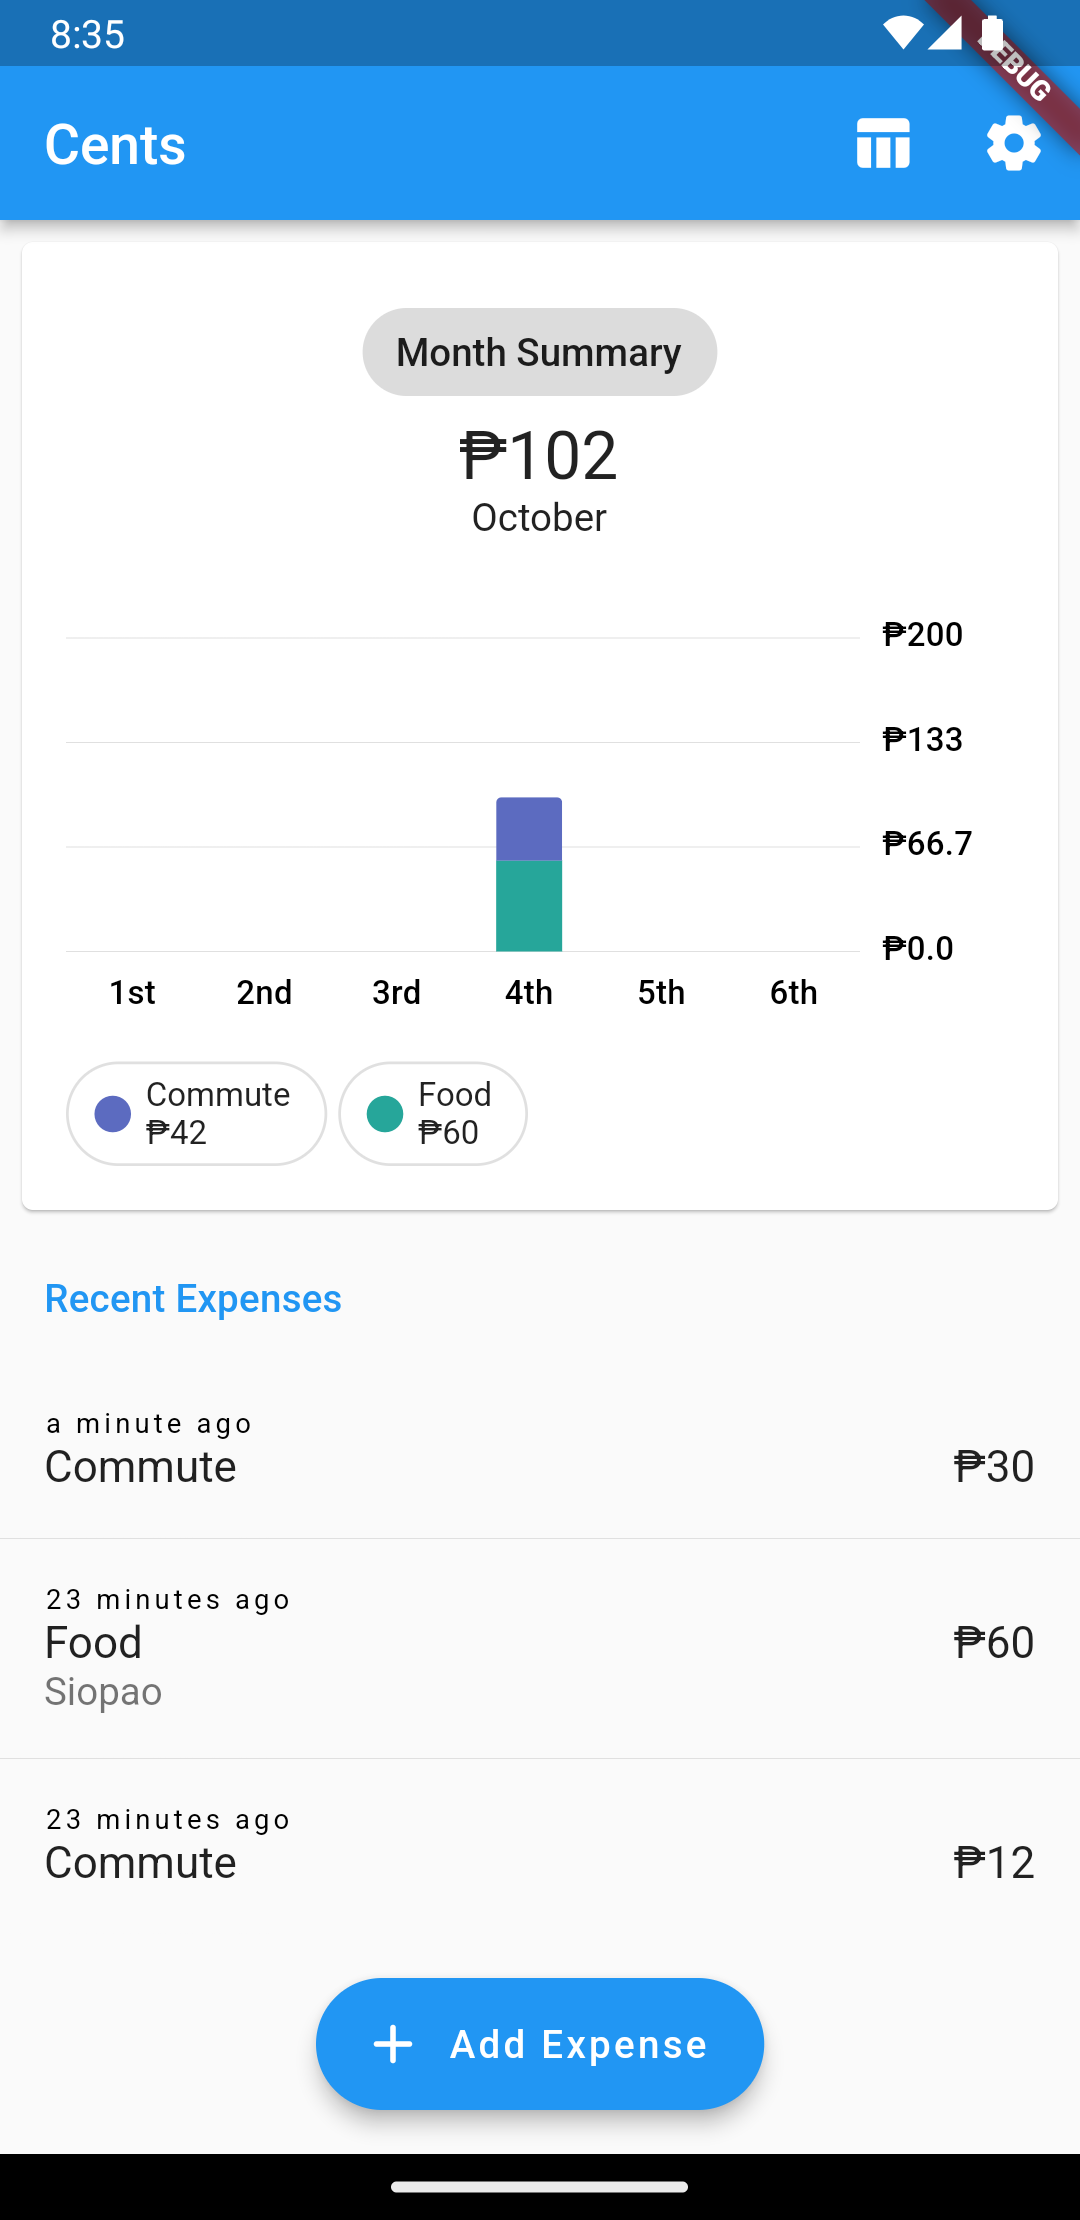 8:35
DEBUG
Cents
Month Summary
₱102
October
₱200
₱133
₱66.7
₱0.0
1st 2nd 3rd 4th 5th 6th
Commute
₱42
Food
₱60
Recent Expenses
a minute ago
Commute ₱30
23 minutes ago
Food ₱60
Siopao
23 minutes ago
Commute ₱12
Add Expense